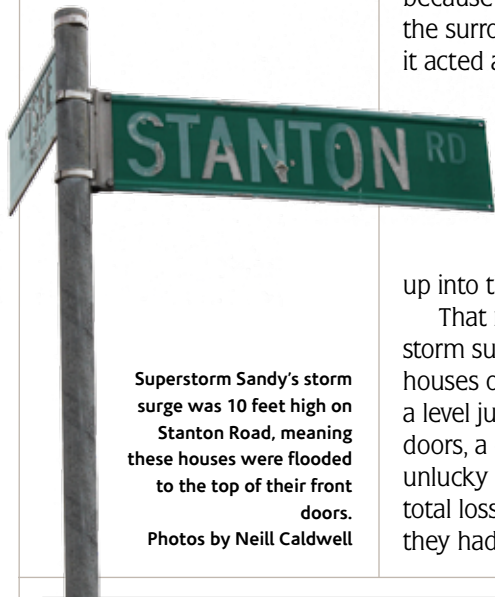 because
the surro
it acted a
STANTON RD
up into t
That
storm su
houses o
a level ju
doors, a
unlucky
total loss
they had
Superstorm Sandy's storm
surge was 10 feet high on
Stanton Road, meaning
these houses were flooded
to the top of their front
doors.
Photos by Neill Caldwell